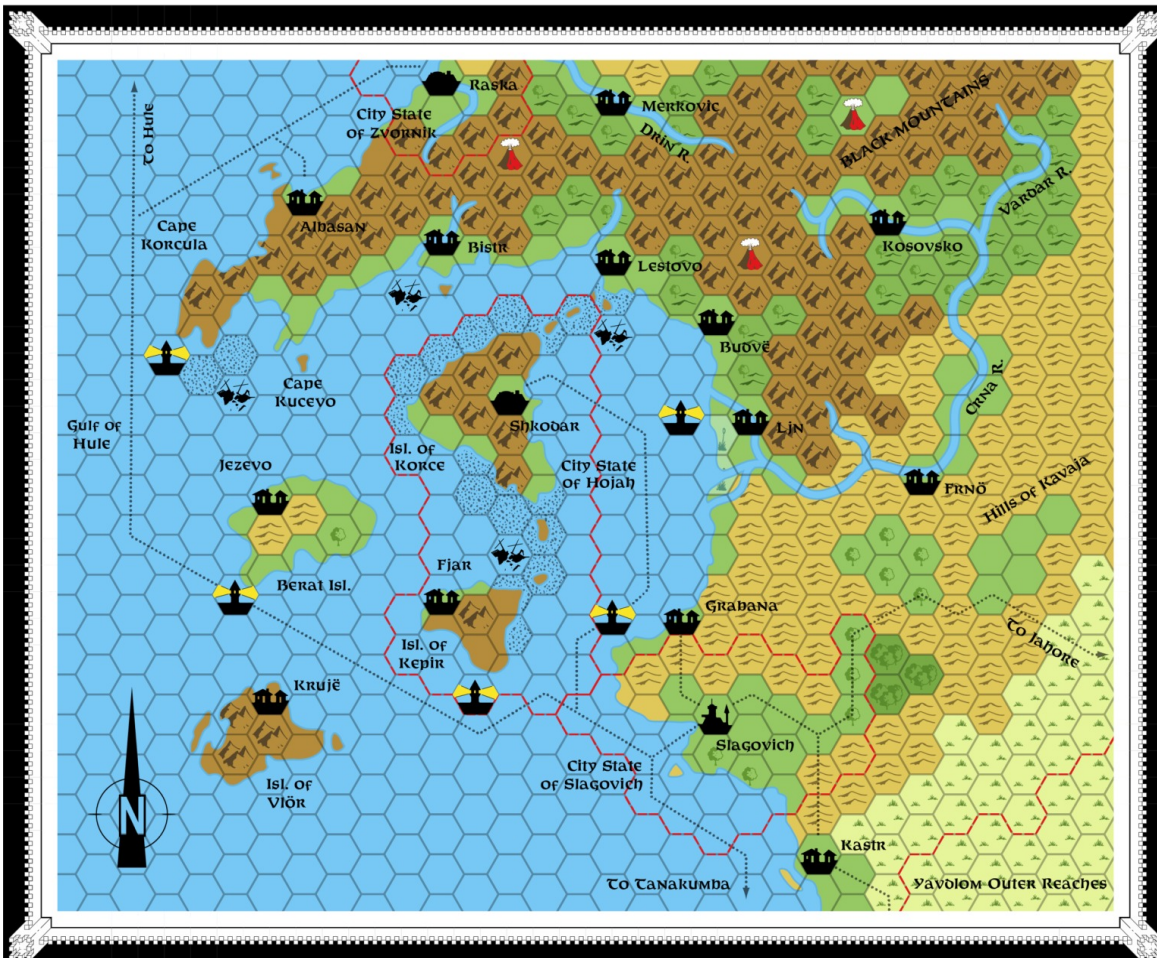 Raska
City State
of Zvornik
Merkovic
Drin R.
BLACK MOUNTAINS
To Hule
Vardar R.
Cape
Korcula
Albasan
Bistr
Kosovsko
Lestovo
Budvë
Cape
Kucevo
Crna R.
Shkodar
Ljn
Gulf of
Hule
Isl. of
Korce
City State
of Hojah
Jezevo
Frnö
Hills of Kavaja
Fjar
Berat Isl.
Grabana
To Jahore
Isl. of
Kepir
Krujë
Slagovich
Isl. of
Vlör
City State
of Slagovich
N
Kastr
To Tanakumba
Yavdlom Outer Reaches